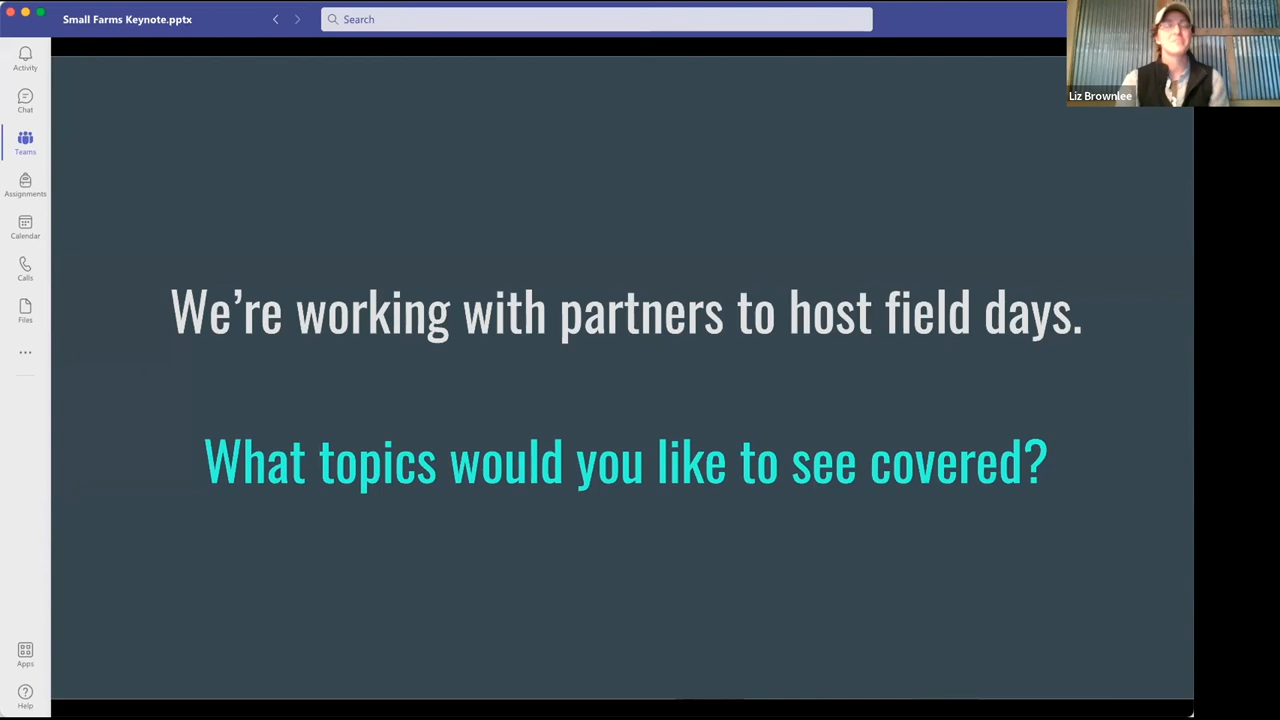 Small Farms Keynote.pptx
Search
Activity
Chat
Teams
Assignments
Calendar
Calls
Files
Apps
Help
Liz Brownlee
We’re working with partners to host field days.
What topics would you like to see covered?